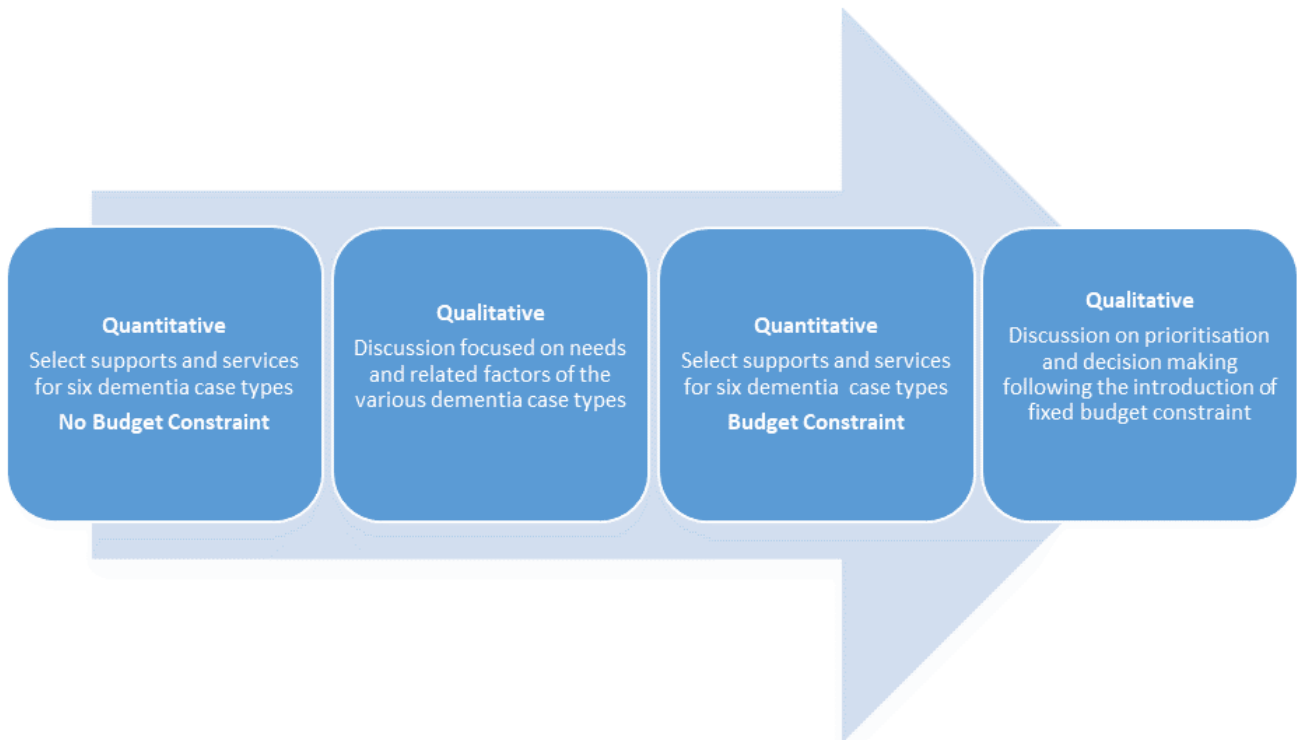 Quantitative
Select supports and services
for six dementia case types
No Budget Constraint
Qualitative
Discussion focused on needs
and related factors of the
various dementia case types
Quantitative
Select supports and services
for six dementia  case types
Budget Constraint
Qualitative
Discussion on prioritisation
and decision making
following the introduction of
fixed budget constraint